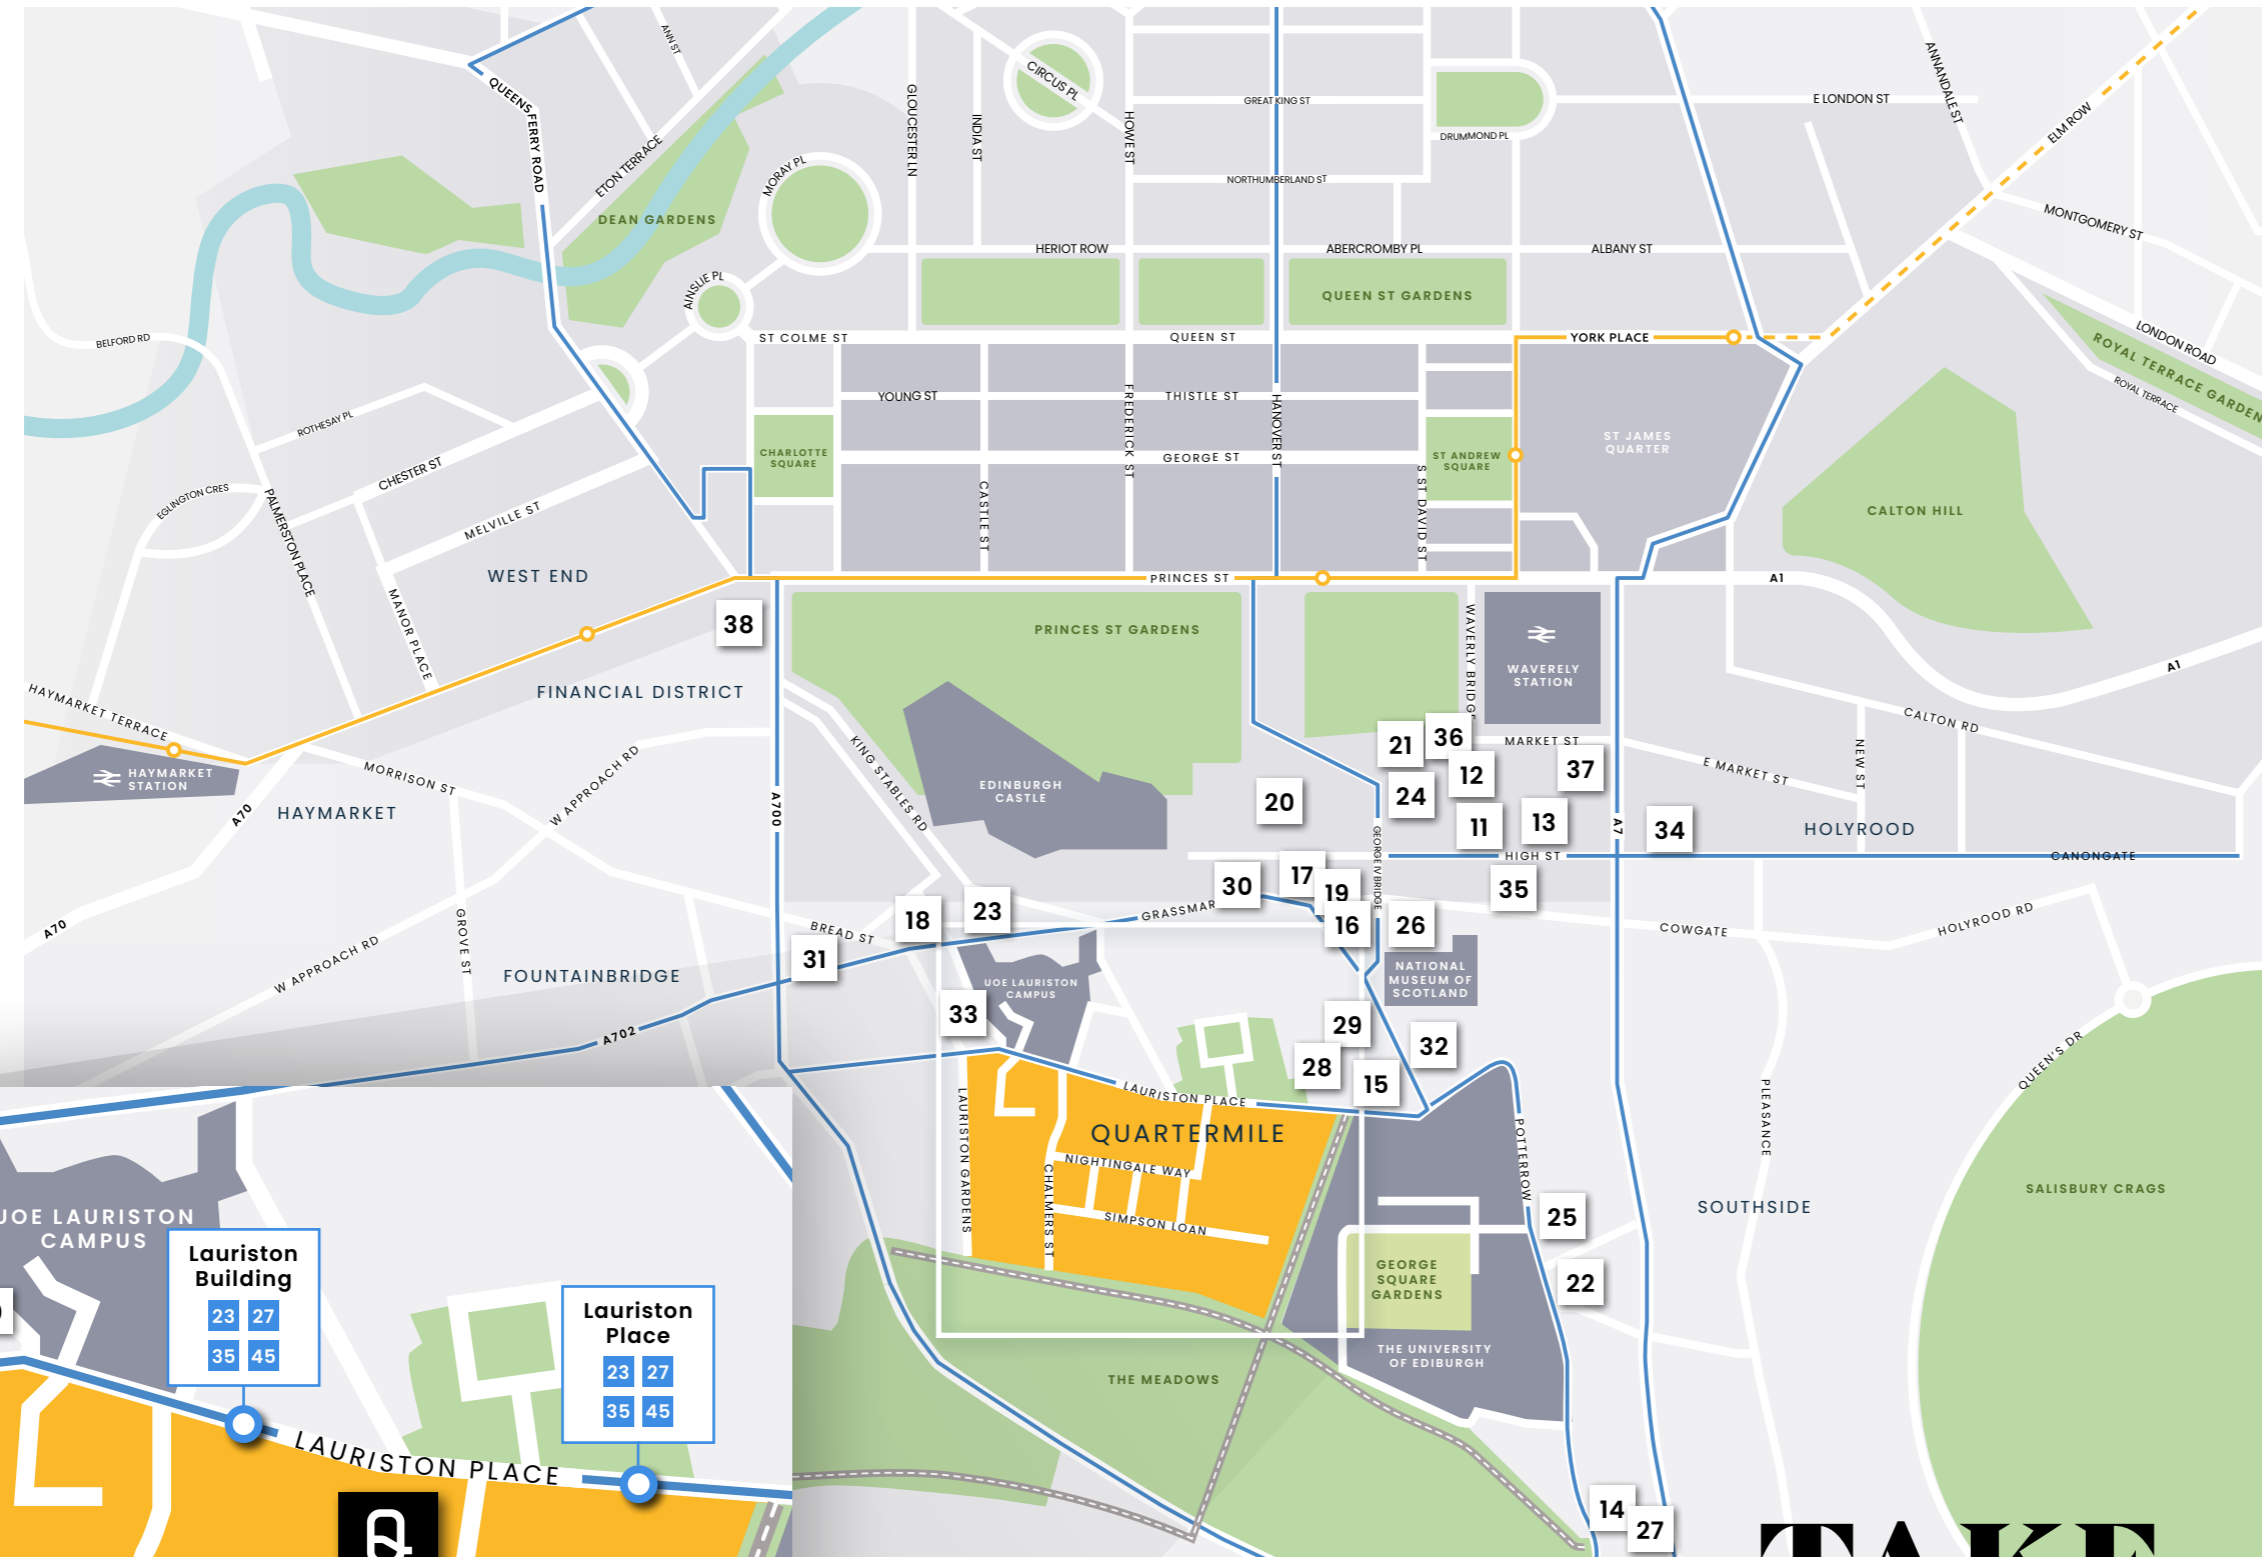 ANN ST
QUEENSFERRY ROAD
CIRCUS PL
GLOUCESTER LN
INDIA ST
HOWE ST
GREAT KING ST
DRUMMOND PL
E LONDON ST
ANNANDALE ST
ELM ROW
ETON TERRACE
MORAY PL
NORTHUMBERLAND ST
DEAN GARDENS
HERIOT ROW
ABERCROMBY PL
ALBANY ST
MONTGOMERY ST
AINSLIE PL
QUEEN ST GARDENS
BELFORD RD
ST COLME ST
QUEEN ST
YORK PLACE
LONDON ROAD
ROYAL TERRACE GARDEN
ROYAL TERRACE
YOUNG ST
FREDERICK ST
THISTLE ST
HANOVER ST
ROTHESAY PL
CHARLOTTE
SQUARE
GEORGE ST
ST ANDREW
SQUARE
ST JAMES
QUARTER
CHESTER ST
EGLINGTON CRES
PALMERSTON PLACE
MELVILLE ST
CASTLE ST
S ST DAVID ST
CALTON HILL
WEST END
PRINCES ST
A1
MANOR PLACE
38
PRINCES ST GARDENS
WAVERLY BRIDGE
WAVERELY
STATION
A1
HAYMARKET TERRACE
FINANCIAL DISTRICT
CALTON RD
HAYMARKET
STATION
MORRISON ST
W APPROACH RD
KING STABLES RD
EDINBURGH
CASTLE
21
36
MARKET ST
12
37
E MARKET ST
NEW ST
A70
HAYMARKET
A700
20
24
11
13
A7
34
HOLYROOD
GEORGE IV BRIDGE
HIGH ST
CANONGATE
30
17
19
35
18
23
GRASSMAR
16
26
COWGATE
HOLYROOD RD
A70
GROVE ST
BREAD ST
W APPROACH RD
FOUNTAINBRIDGE
31
UOE LAURISTON
CAMPUS
NATIONAL
MUSEUM OF
SCOTLAND
33
29
32
A702
28
15
QUEEN'S DR
LAURISTON PLACE
QUARTERMILE
LAURISTON GARDENS
CHALMERS ST
NIGHTINGALE WAY
SIMPSON LOAN
POTTERROW
PLEASANCE
25
SOUTHSIDE
SALISBURY CRAGS
GEORGE
SQUARE
GARDENS
22
THE UNIVERSITY
OF EDIBURGH
THE MEADOWS
14
27
TAKE
UOE LAURISTON
CAMPUS
Lauriston
Building
23 27
35 45
Lauriston
Place
23 27
35 45
LAURISTON PLACE